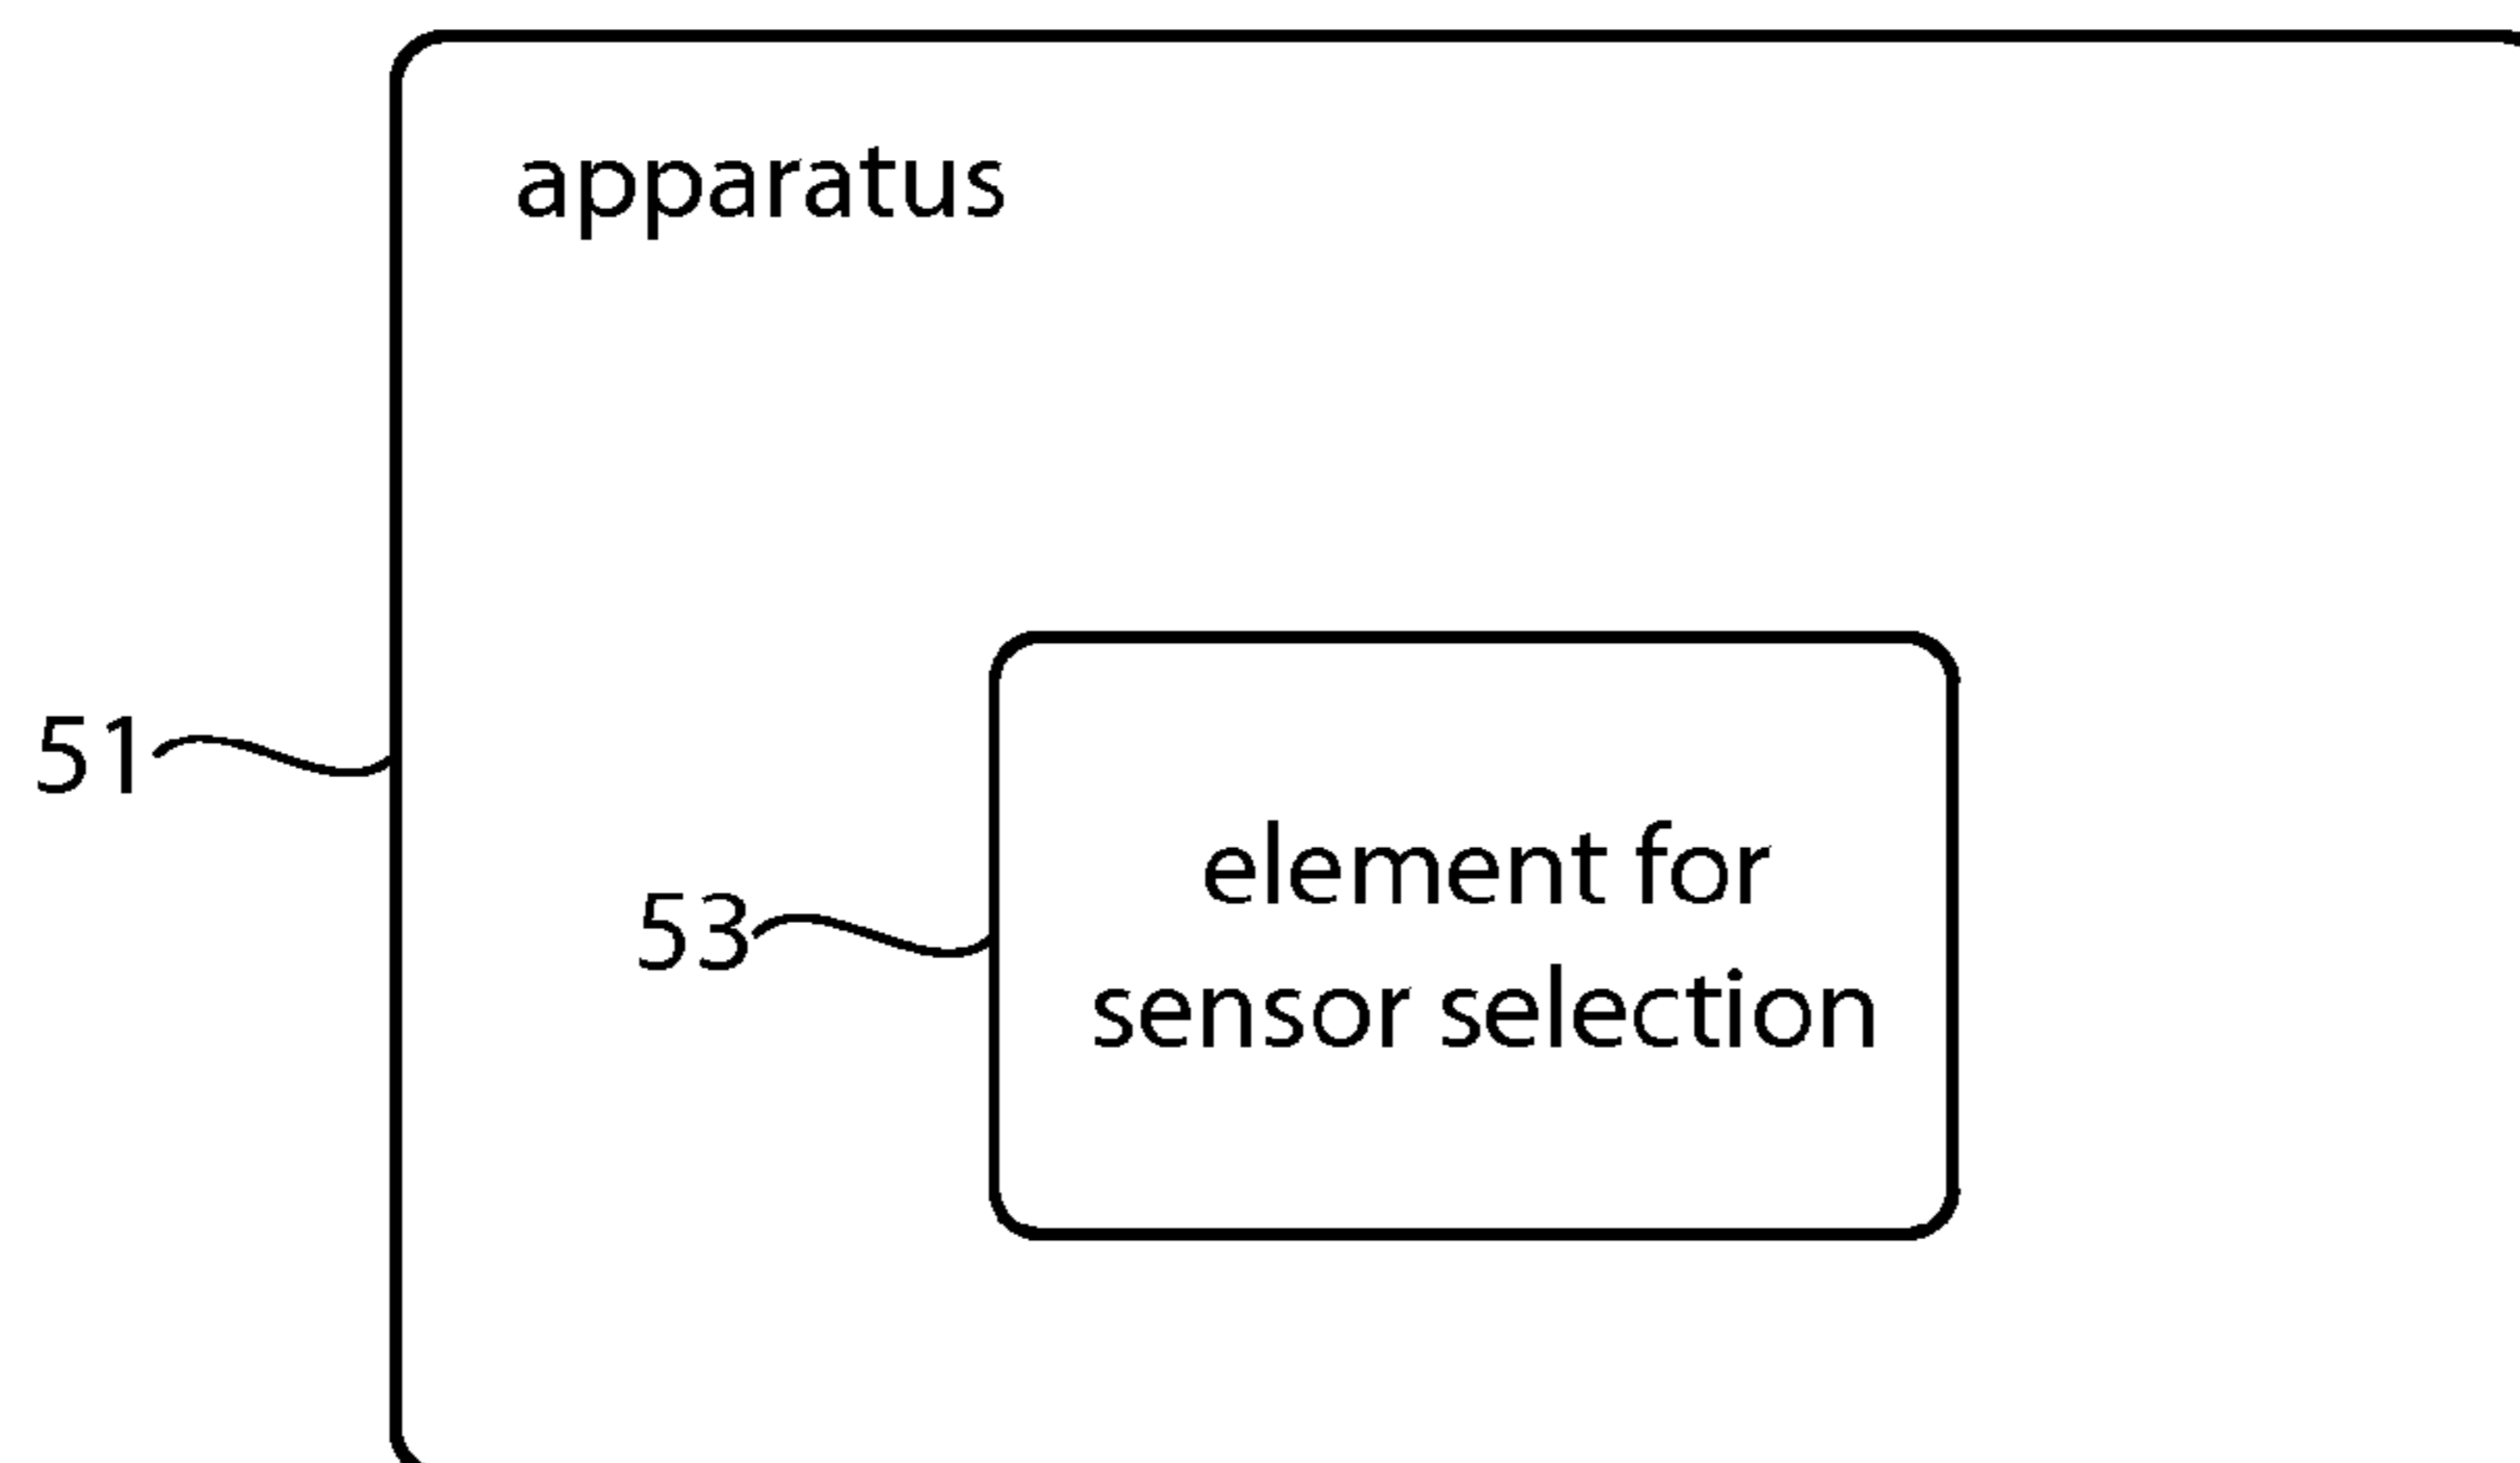 apparatus
51
53
element for
sensor selection